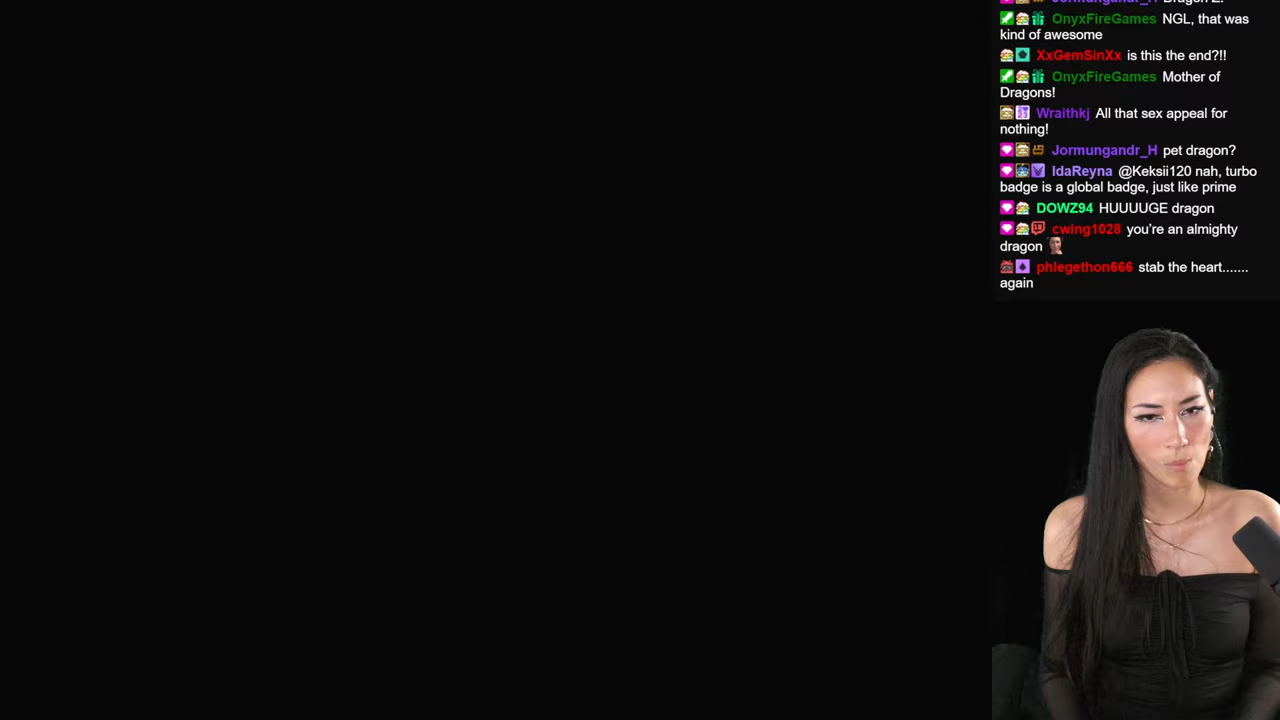 OnyxFireGames NGL, that was
kind of awesome
XxGemSinXx is this the end?!!
OnyxFireGames Mother of
Dragons!
Wraithkj All that sex appeal for
nothing!
Jormungandr_H pet dragon?
IdaReyna @Keksii120 nah, turbo
badge is a global badge, just like prime
DOWZ94 HUUUUGE dragon
cwing1028 you're an almighty
dragon
phlegethon666 stab the heart.......
again